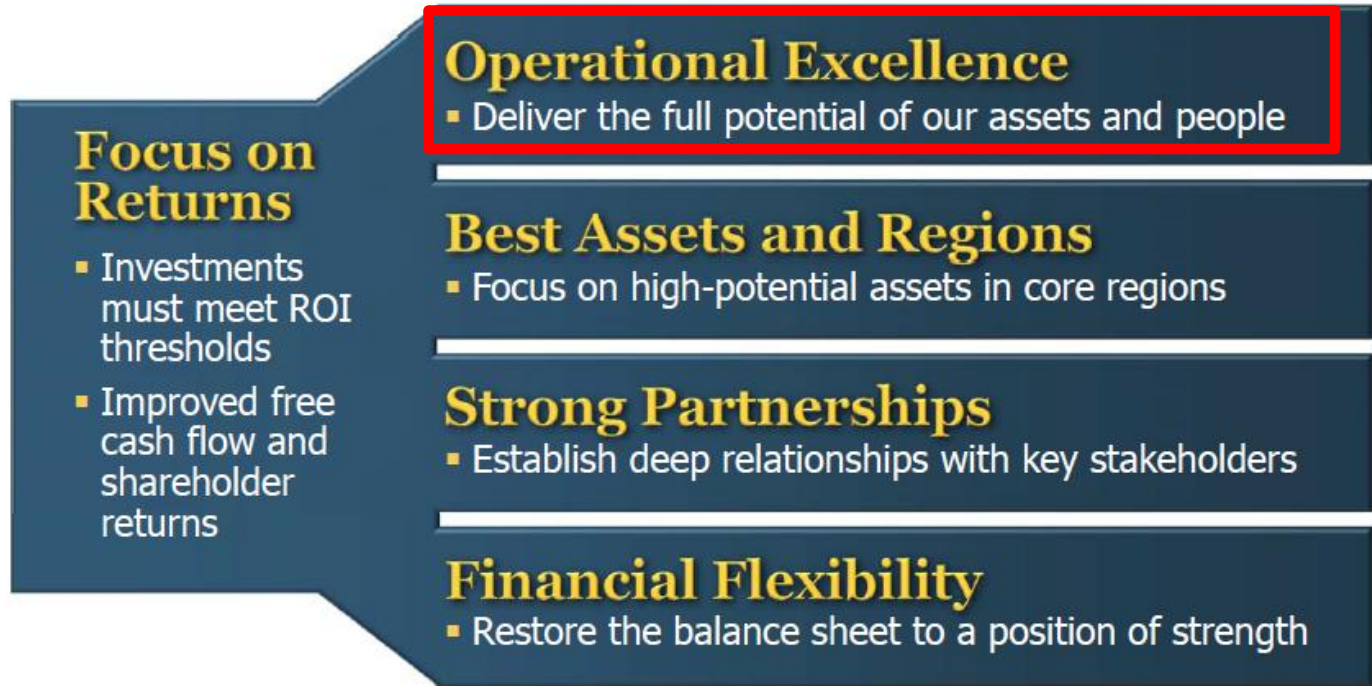 Focus on
Returns
▪ Investments
must meet ROI
thresholds
▪ Improved free
cash flow and
shareholder
returns
Operational Excellence
▪ Deliver the full potential of our assets and people
Best Assets and Regions
▪ Focus on high-potential assets in core regions
Strong Partnerships
▪ Establish deep relationships with key stakeholders
Financial Flexibility
▪ Restore the balance sheet to a position of strength